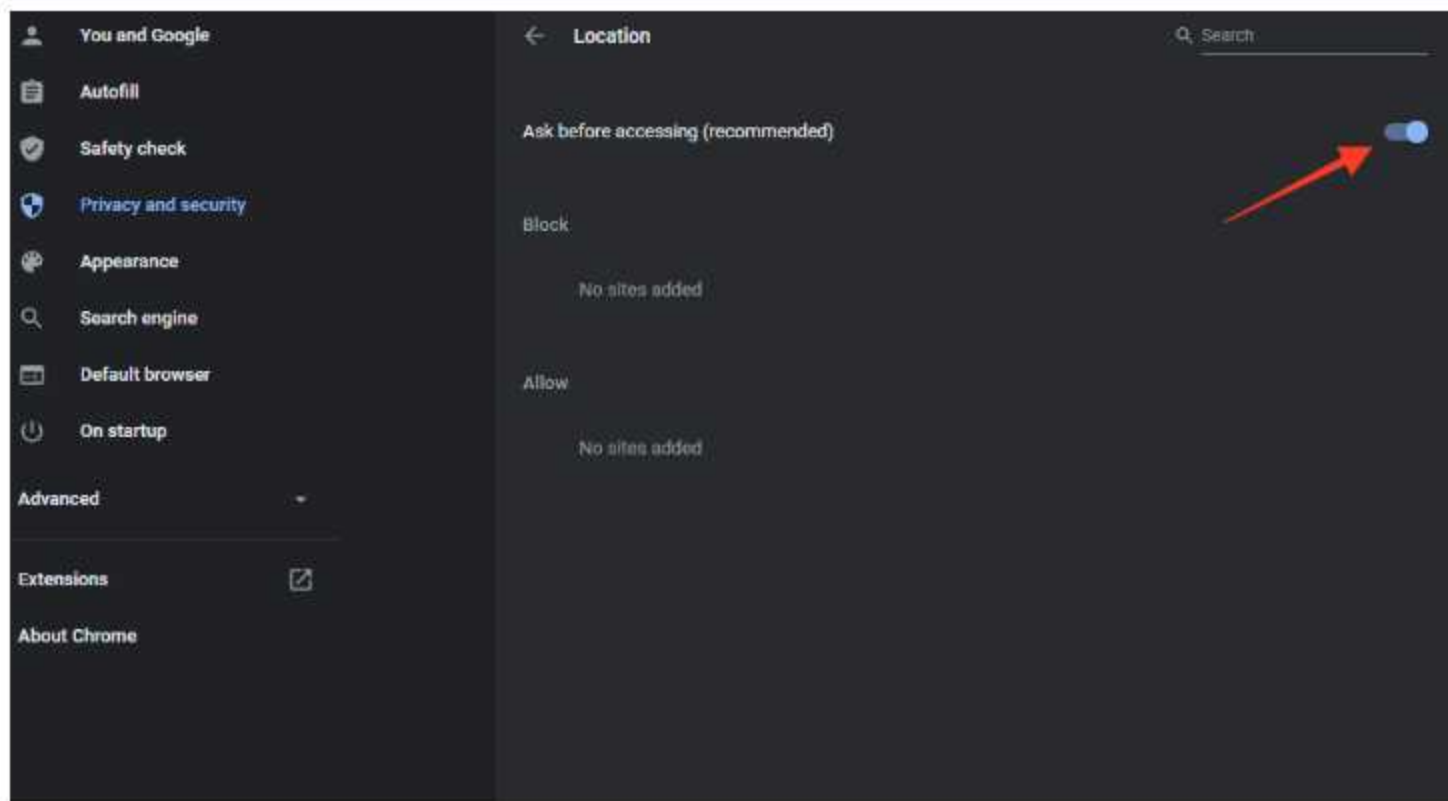 You and Google
Autofill
Safety check
Privacy and security
Appearance
Search engine
Default browser
On startup
Advanced
Extensions
About Chrome
Location
Search
Ask before accessing (recommended)
Block
No sites added
Allow
No sites added